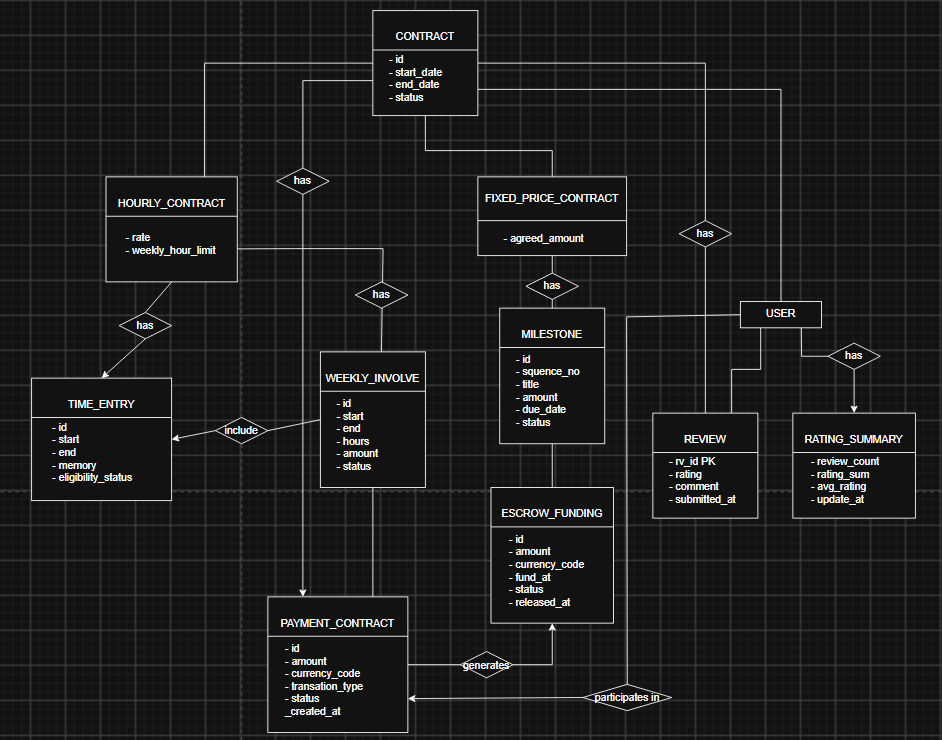 CONTRACT
- id
- start_date
- end_date
- status
has
HOURLY_CONTRACT
- rate
- weekly_hour_limit
FIXED_PRICE_CONTRACT
- agreed_amount
has
has
has
has
USER
MILESTONE
- id
- squence_no
- title
- amount
- due_date
- status
has
WEEKLY_INVOLVE
- id
- start
- end
- hours
- amount
- status
TIME_ENTRY
- id
- start
- end
- memory
- eligibility_status
include
REVIEW
- rv_id PK
- rating
- comment
- submitted_at
RATING_SUMMARY
- review_count
- rating_sum
- avg_rating
- update_at
ESCROW_FUNDING
- id
- amount
- currency_code
- fund_at
- status
- released_at
PAYMENT_CONTRACT
- id
- amount
- currency_code
- transation_type
- status
_created_at
generates
participates in